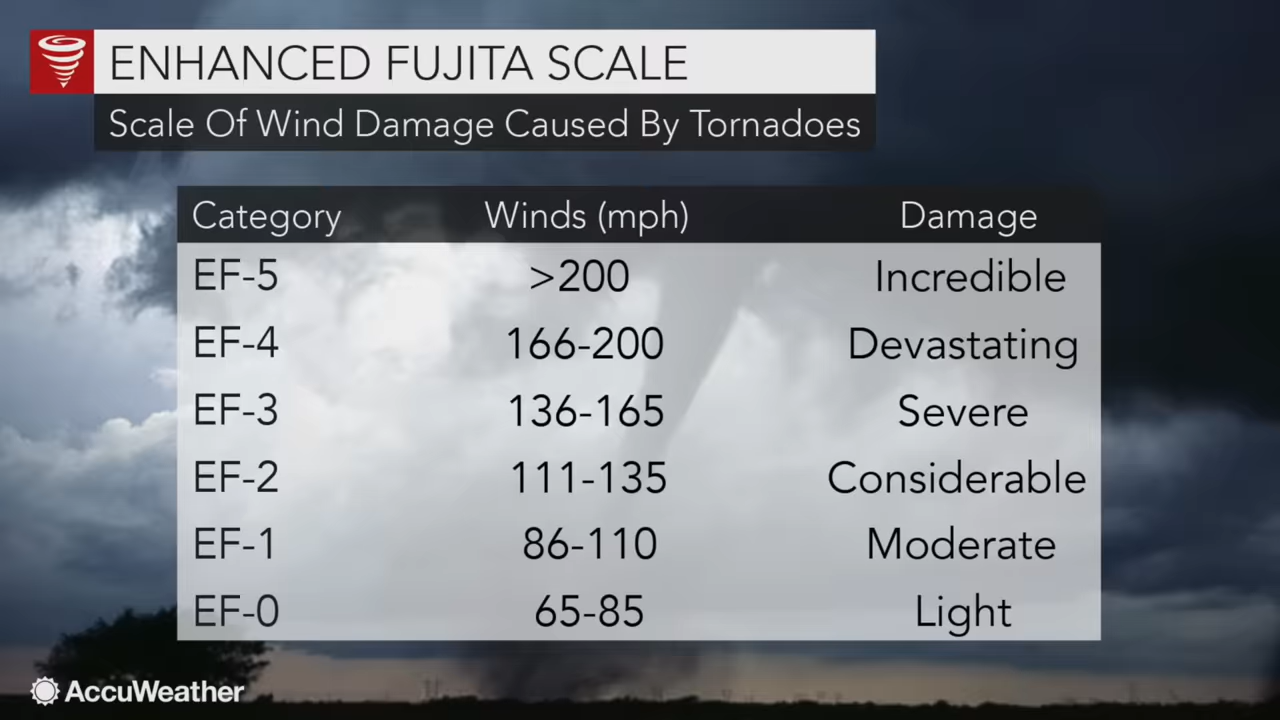 ENHANCED FUJITA SCALE
Scale Of Wind Damage Caused By Tornadoes
Category Winds (mph) Damage
EF-5 >200 Incredible
EF-4 166-200 Devastating
EF-3 136-165 Severe
EF-2 111-135 Considerable
EF-1 86-110 Moderate
EF-0 65-85 Light
AccuWeather